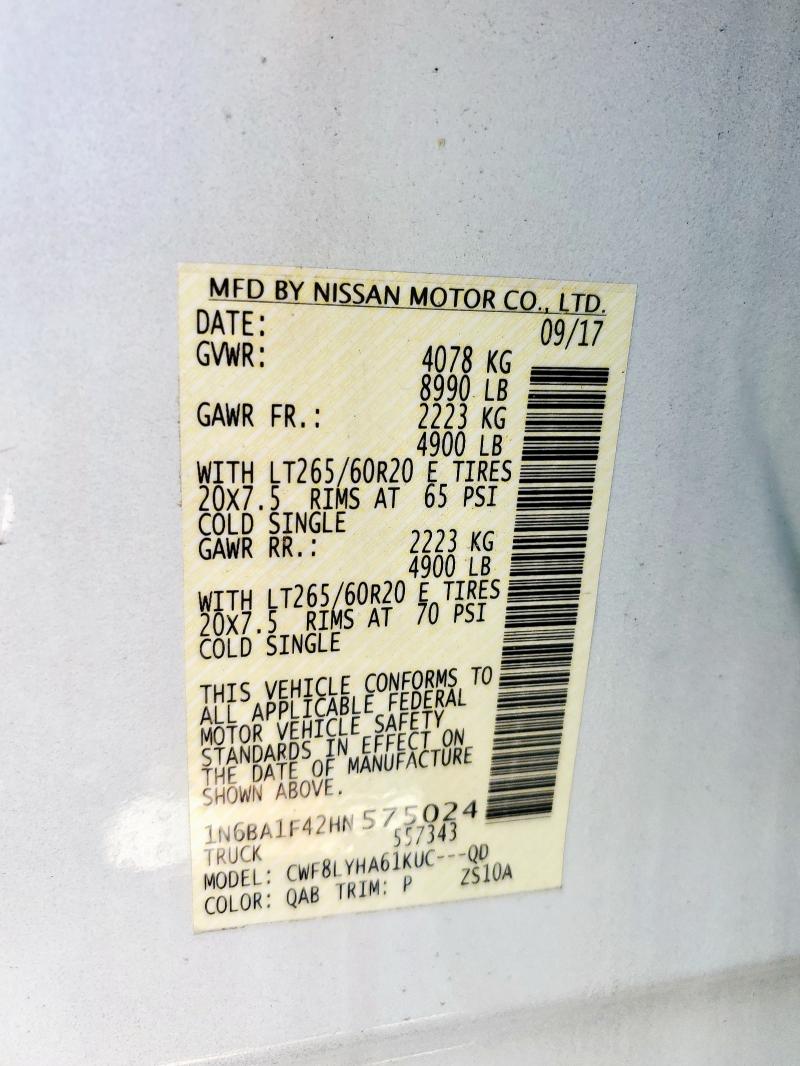 MFD BY NISSAN MOTOR CO., LTD.
DATE: 09/17
GVWR: 4078 KG
8990 LB
GAWR FR.: 2223 KG
4900 LB
WITH LT265/60R20 E TIRES
20X7.5 RIMS AT 65 PSI
COLD SINGLE
GAWR RR.: 2223 KG
4900 LB
WITH LT265/60R20 E TIRES
20X7.5 RIMS AT 70 PSI
COLD SINGLE
THIS VEHICLE CONFORMS TO
ALL APPLICABLE FEDERAL
MOTOR VEHICLE SAFETY
STANDARDS IN EFFECT ON
THE DATE OF MANUFACTURE
SHOWN ABOVE.
1N6BA1F42HN575024
TRUCK 557343
MODEL: CWF8LYHA61KUC---QD
COLOR: QAB TRIM: P ZS10A